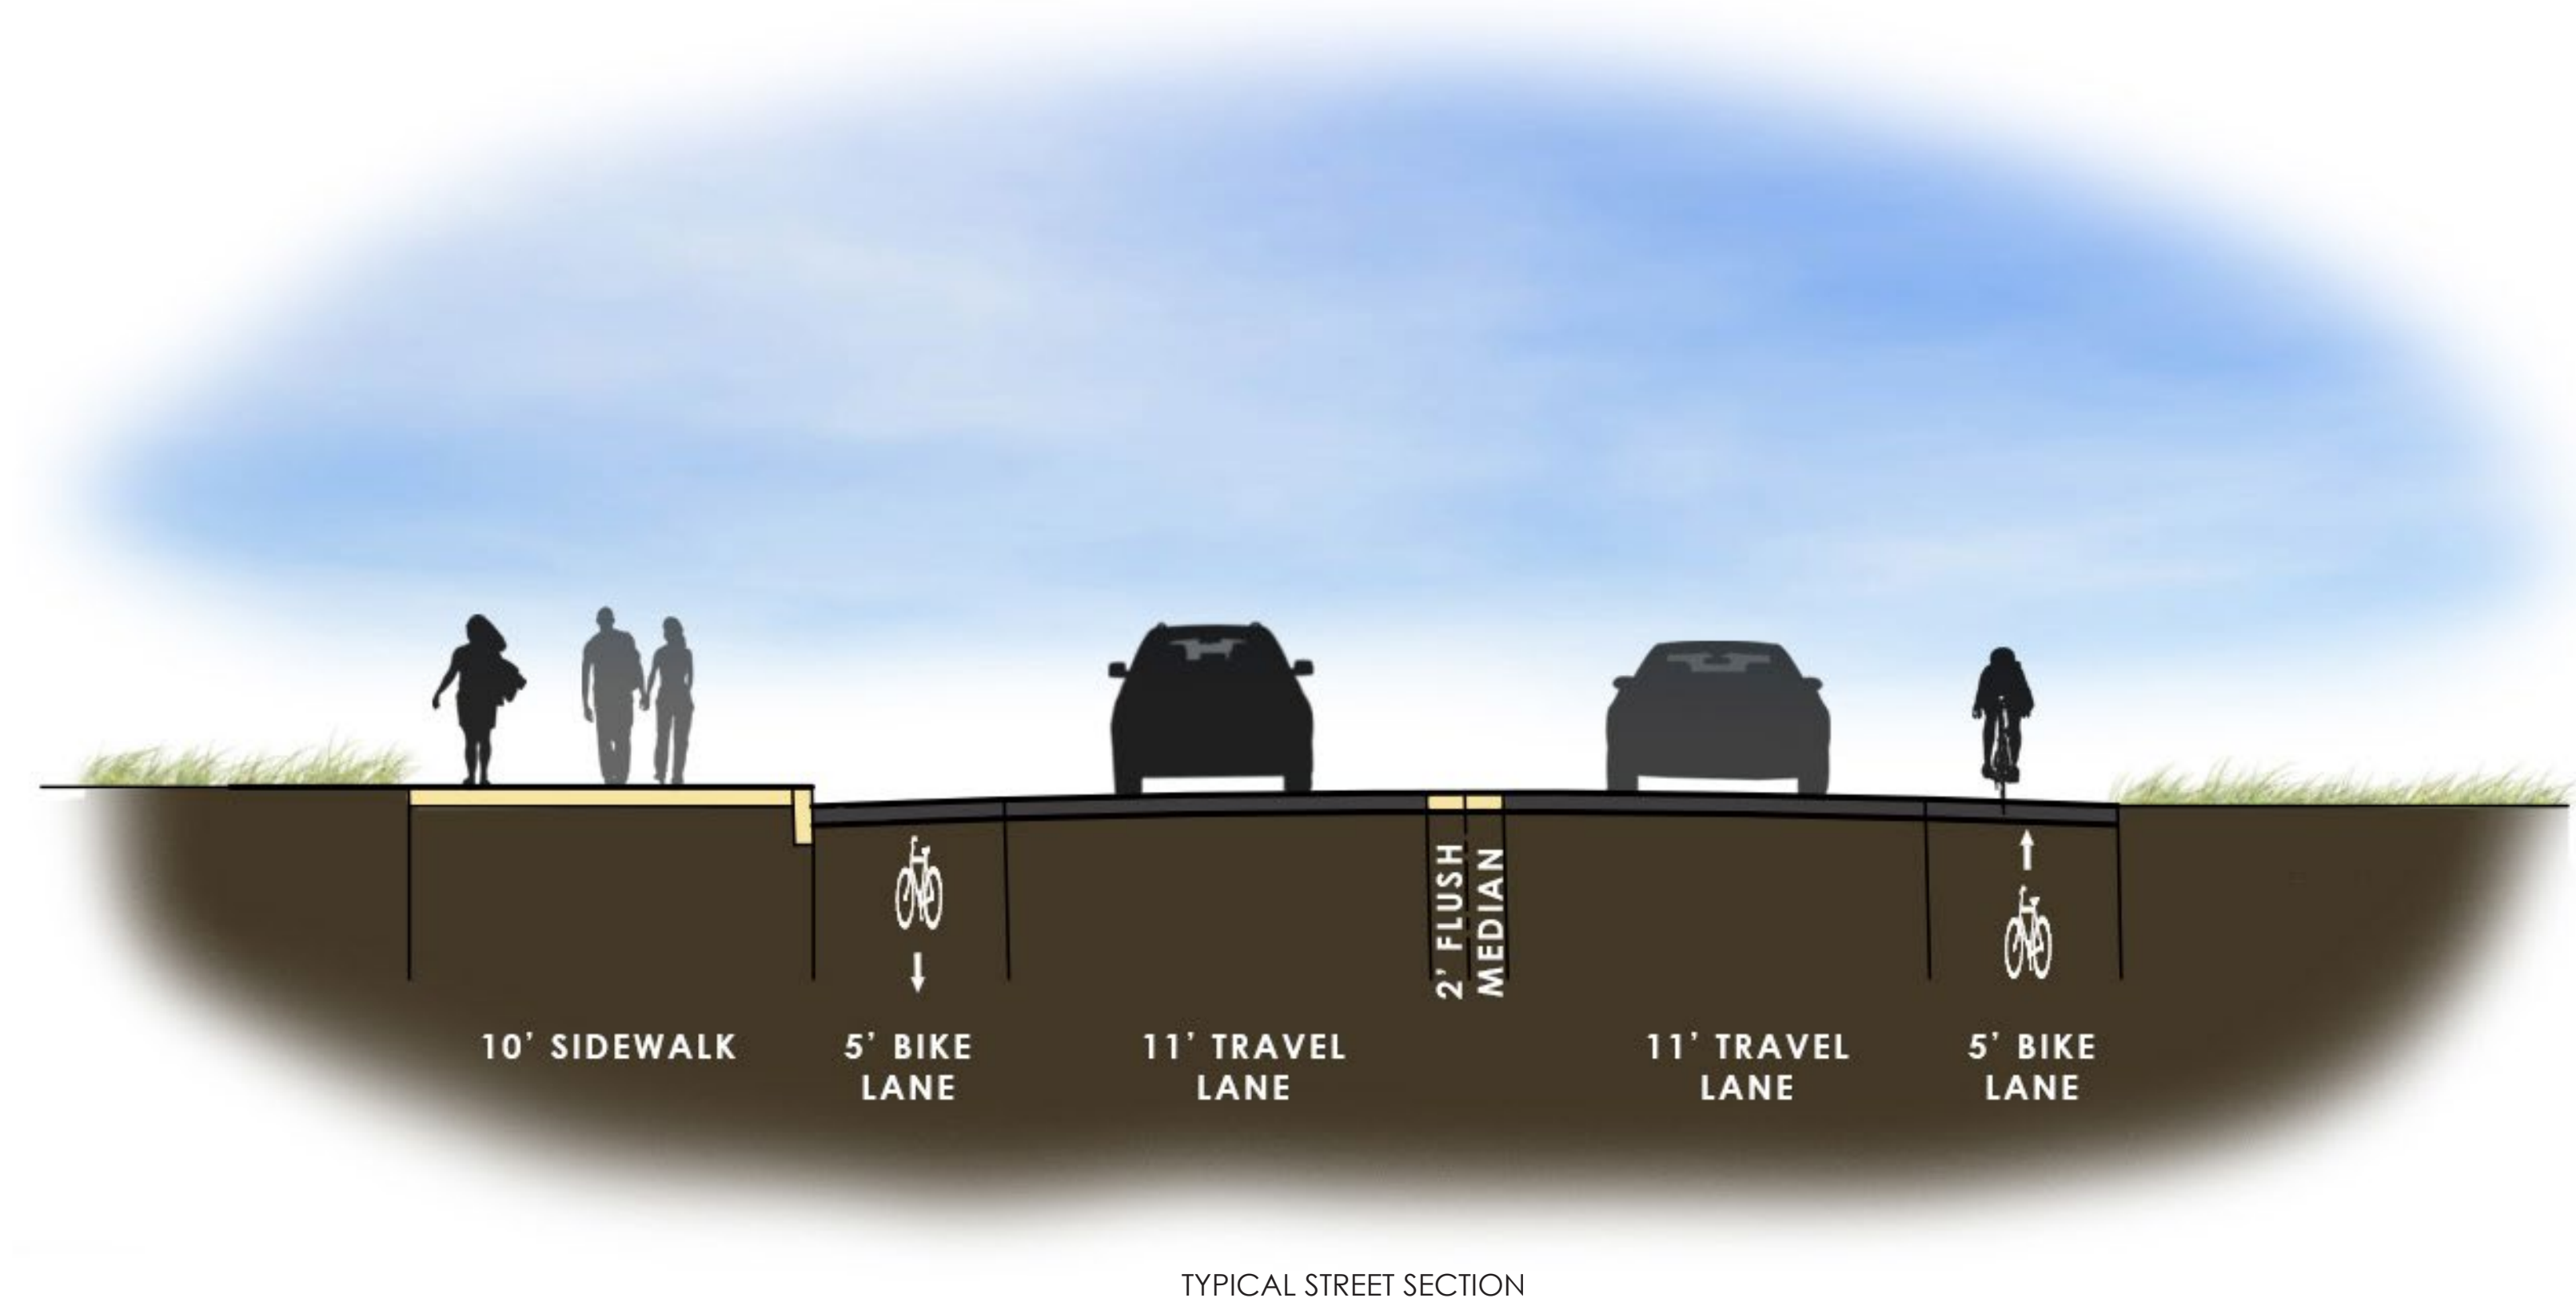 2’ FLUSH
MEDIAN
10’ SIDEWALK
5’ BIKE
LANE
11’ TRAVEL
LANE
11’ TRAVEL
LANE
5’ BIKE
LANE
TYPICAL STREET SECTION